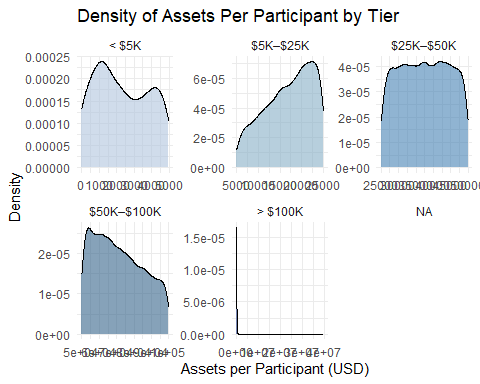 Density of Assets Per Participant by Tier
< $5K
$5K–$25K
$25K–$50K
0.00025
0.00020
0.00015
0.00010
0.00005
0.00000
6e-05
4e-05
2e-05
0e+00
4e-05
3e-05
2e-05
1e-05
0e+00
Density
$50K–$100K
> $100K
NA
2e-05
1e-05
0e+00
1.5e-05
1.0e-05
5.0e-06
0.0e+00
Assets per Participant (USD)